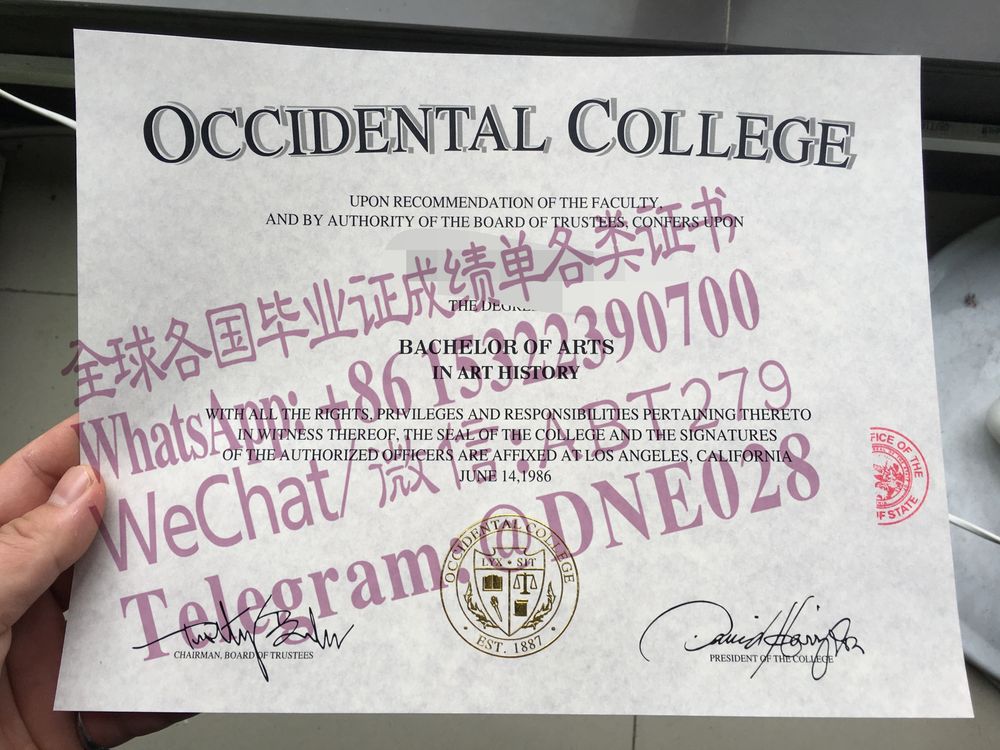 OCCIDENTAL COLLEGE
UPON RECOMMENDATION OF THE FACULTY,
AND BY AUTHORITY OF THE BOARD OF TRUSTEES, CONFERS UPON
THE
BACHELOR OF ARTS
IN ART HISTORY
WITH ALL THE RIGHTS, PRIVILEGES AND RESPONSIBILITIES PERTAINING THERETO
IN WITNESS THEREOF, THE SEAL OF THE COLLEGE AND THE SIGNATURES
OF THE AUTHORIZED OFFICERS ARE AFFIXED AT LOS ANGELES, CALIFORNIA
JUNE 14,1986
全球各国毕业证成绩单各类证书
WhatsApp: +86 15322390700
WeChat/微信:ABT279
Telegram:@DNE028
OCCIDENTAL COLLEGE
LYX • SIT
• EST. 1887 •
OF THE
OF STATE
CHAIRMAN, BOARD OF TRUSTEES
PRESIDENT OF THE COLLEGE